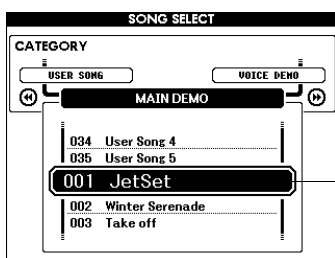 SONG SELECT
CATEGORY
USER SONG VOICE DEMO
MAIN DEMO
034 User Song 4
035 User Song 5
001 JetSet
002 Winter Serenade
003 Take off